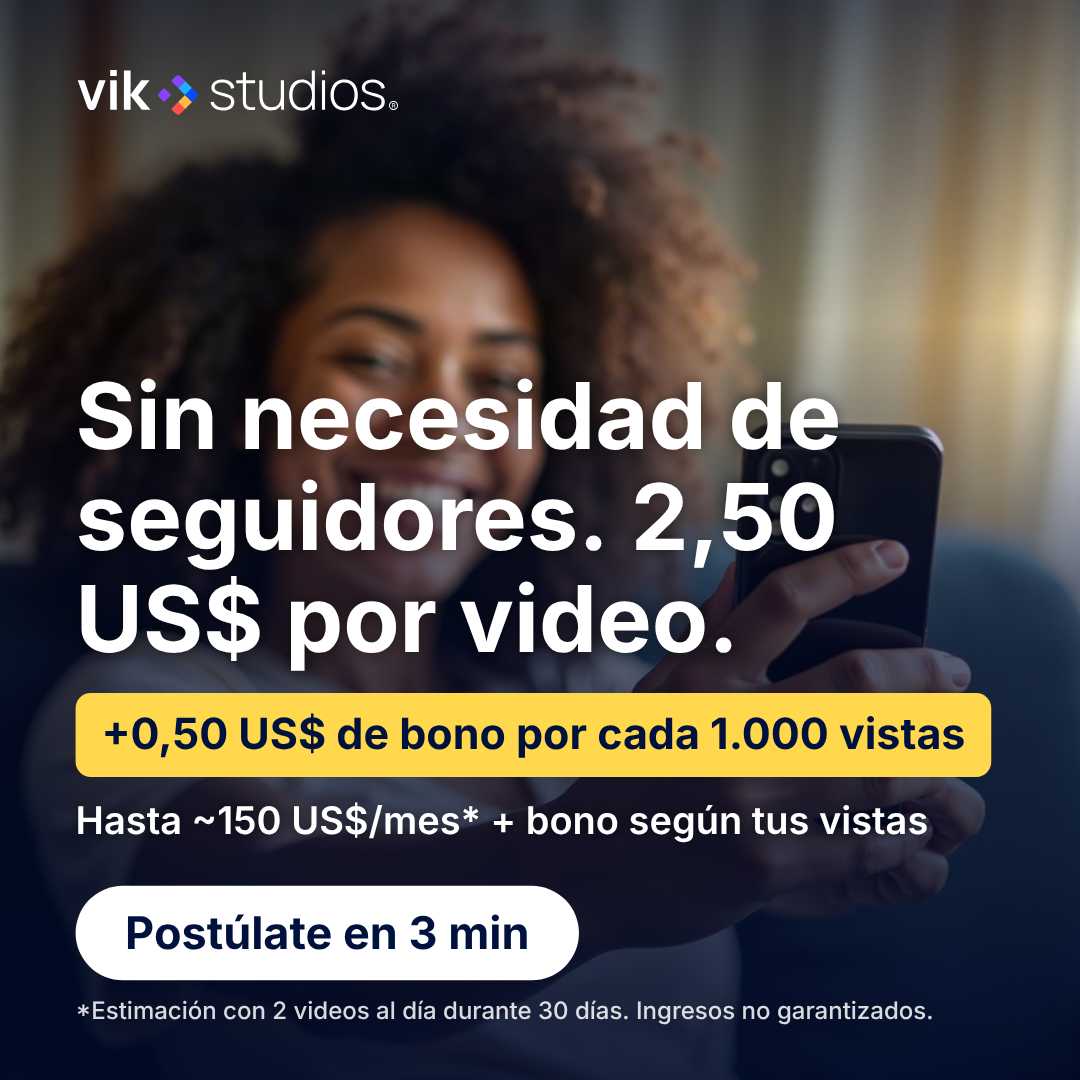 vik studios®
Sin necesidad de
seguidores. 2,50
US$ por video.
+0,50 US$ de bono por cada 1.000 vistas
Hasta ~150 US$/mes* + bono según tus vistas
Postúlate en 3 min
*Estimación con 2 videos al día durante 30 días. Ingresos no garantizados.